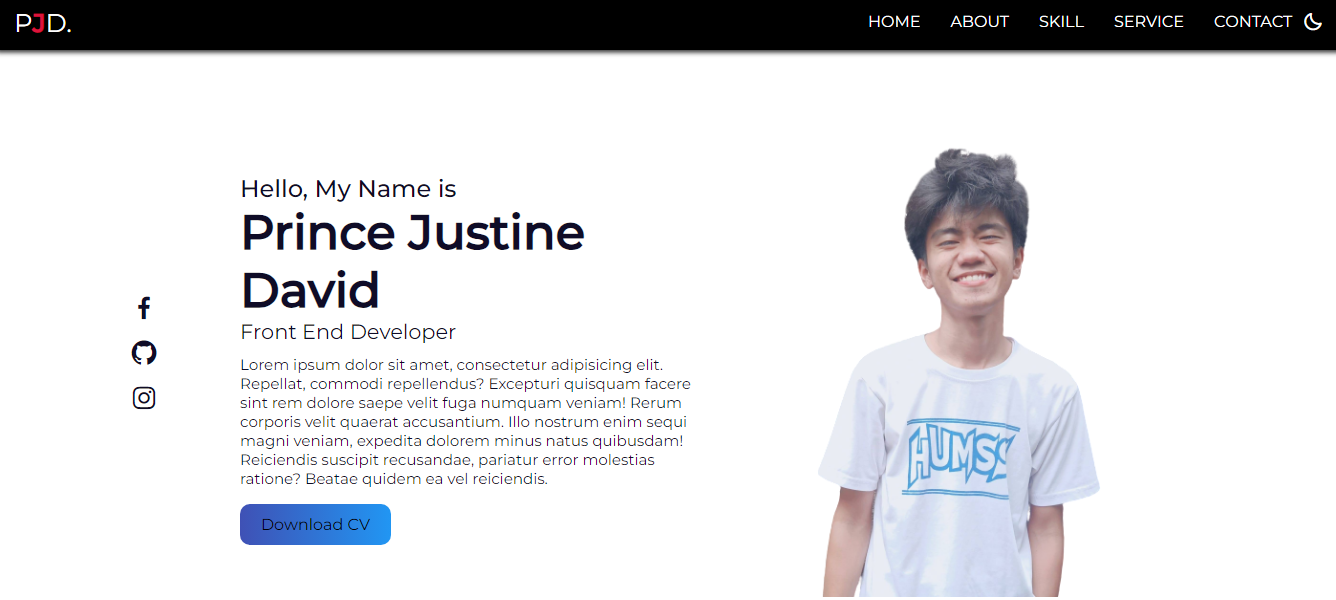 PJD.
HOME ABOUT SKILL SERVICE CONTACT
Hello, My Name is
Prince Justine
David
Front End Developer
Lorem ipsum dolor sit amet, consectetur adipisicing elit.
Repellat, commodi repellendus? Excepturi quisquam facere
sint rem dolore saepe velit fuga numquam veniam! Rerum
corporis velit quaerat accusantium. Illo nostrum enim sequi
magni veniam, expedita dolorem minus natus quibusdam!
Reiciendis suscipit recusandae, pariatur error molestias
ratione? Beatae quidem ea vel reiciendis.
Download CV
HUMSS